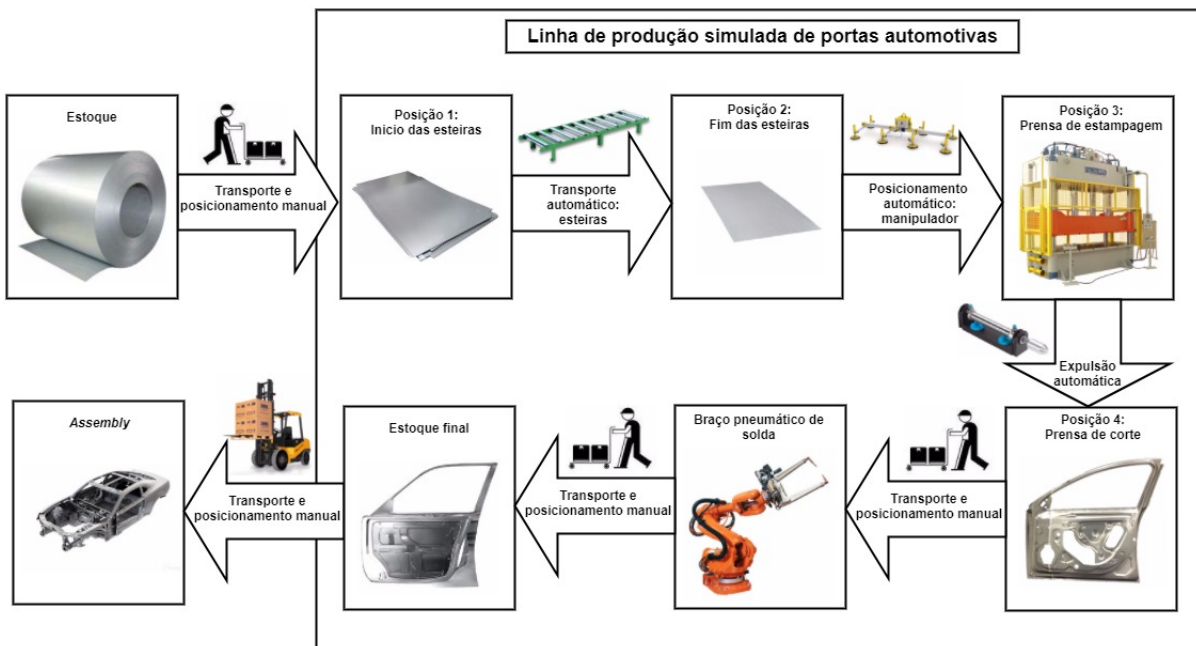 Linha de produção simulada de portas automotivas
Estoque
Transporte e
posicionamento manual
Posição 1:
Inicio das esteiras
Transporte
automático:
esteiras
Posição 2:
Fim das esteiras
Posicionamento
automático:
manipulador
Posição 3:
Prensa de estampagem
Expulsão
automática
Posição 4:
Prensa de corte
Transporte e
posicionamento manual
Braço pneumático de
solda
Transporte e
posicionamento manual
Estoque final
Transporte e
posicionamento manual
Assembly